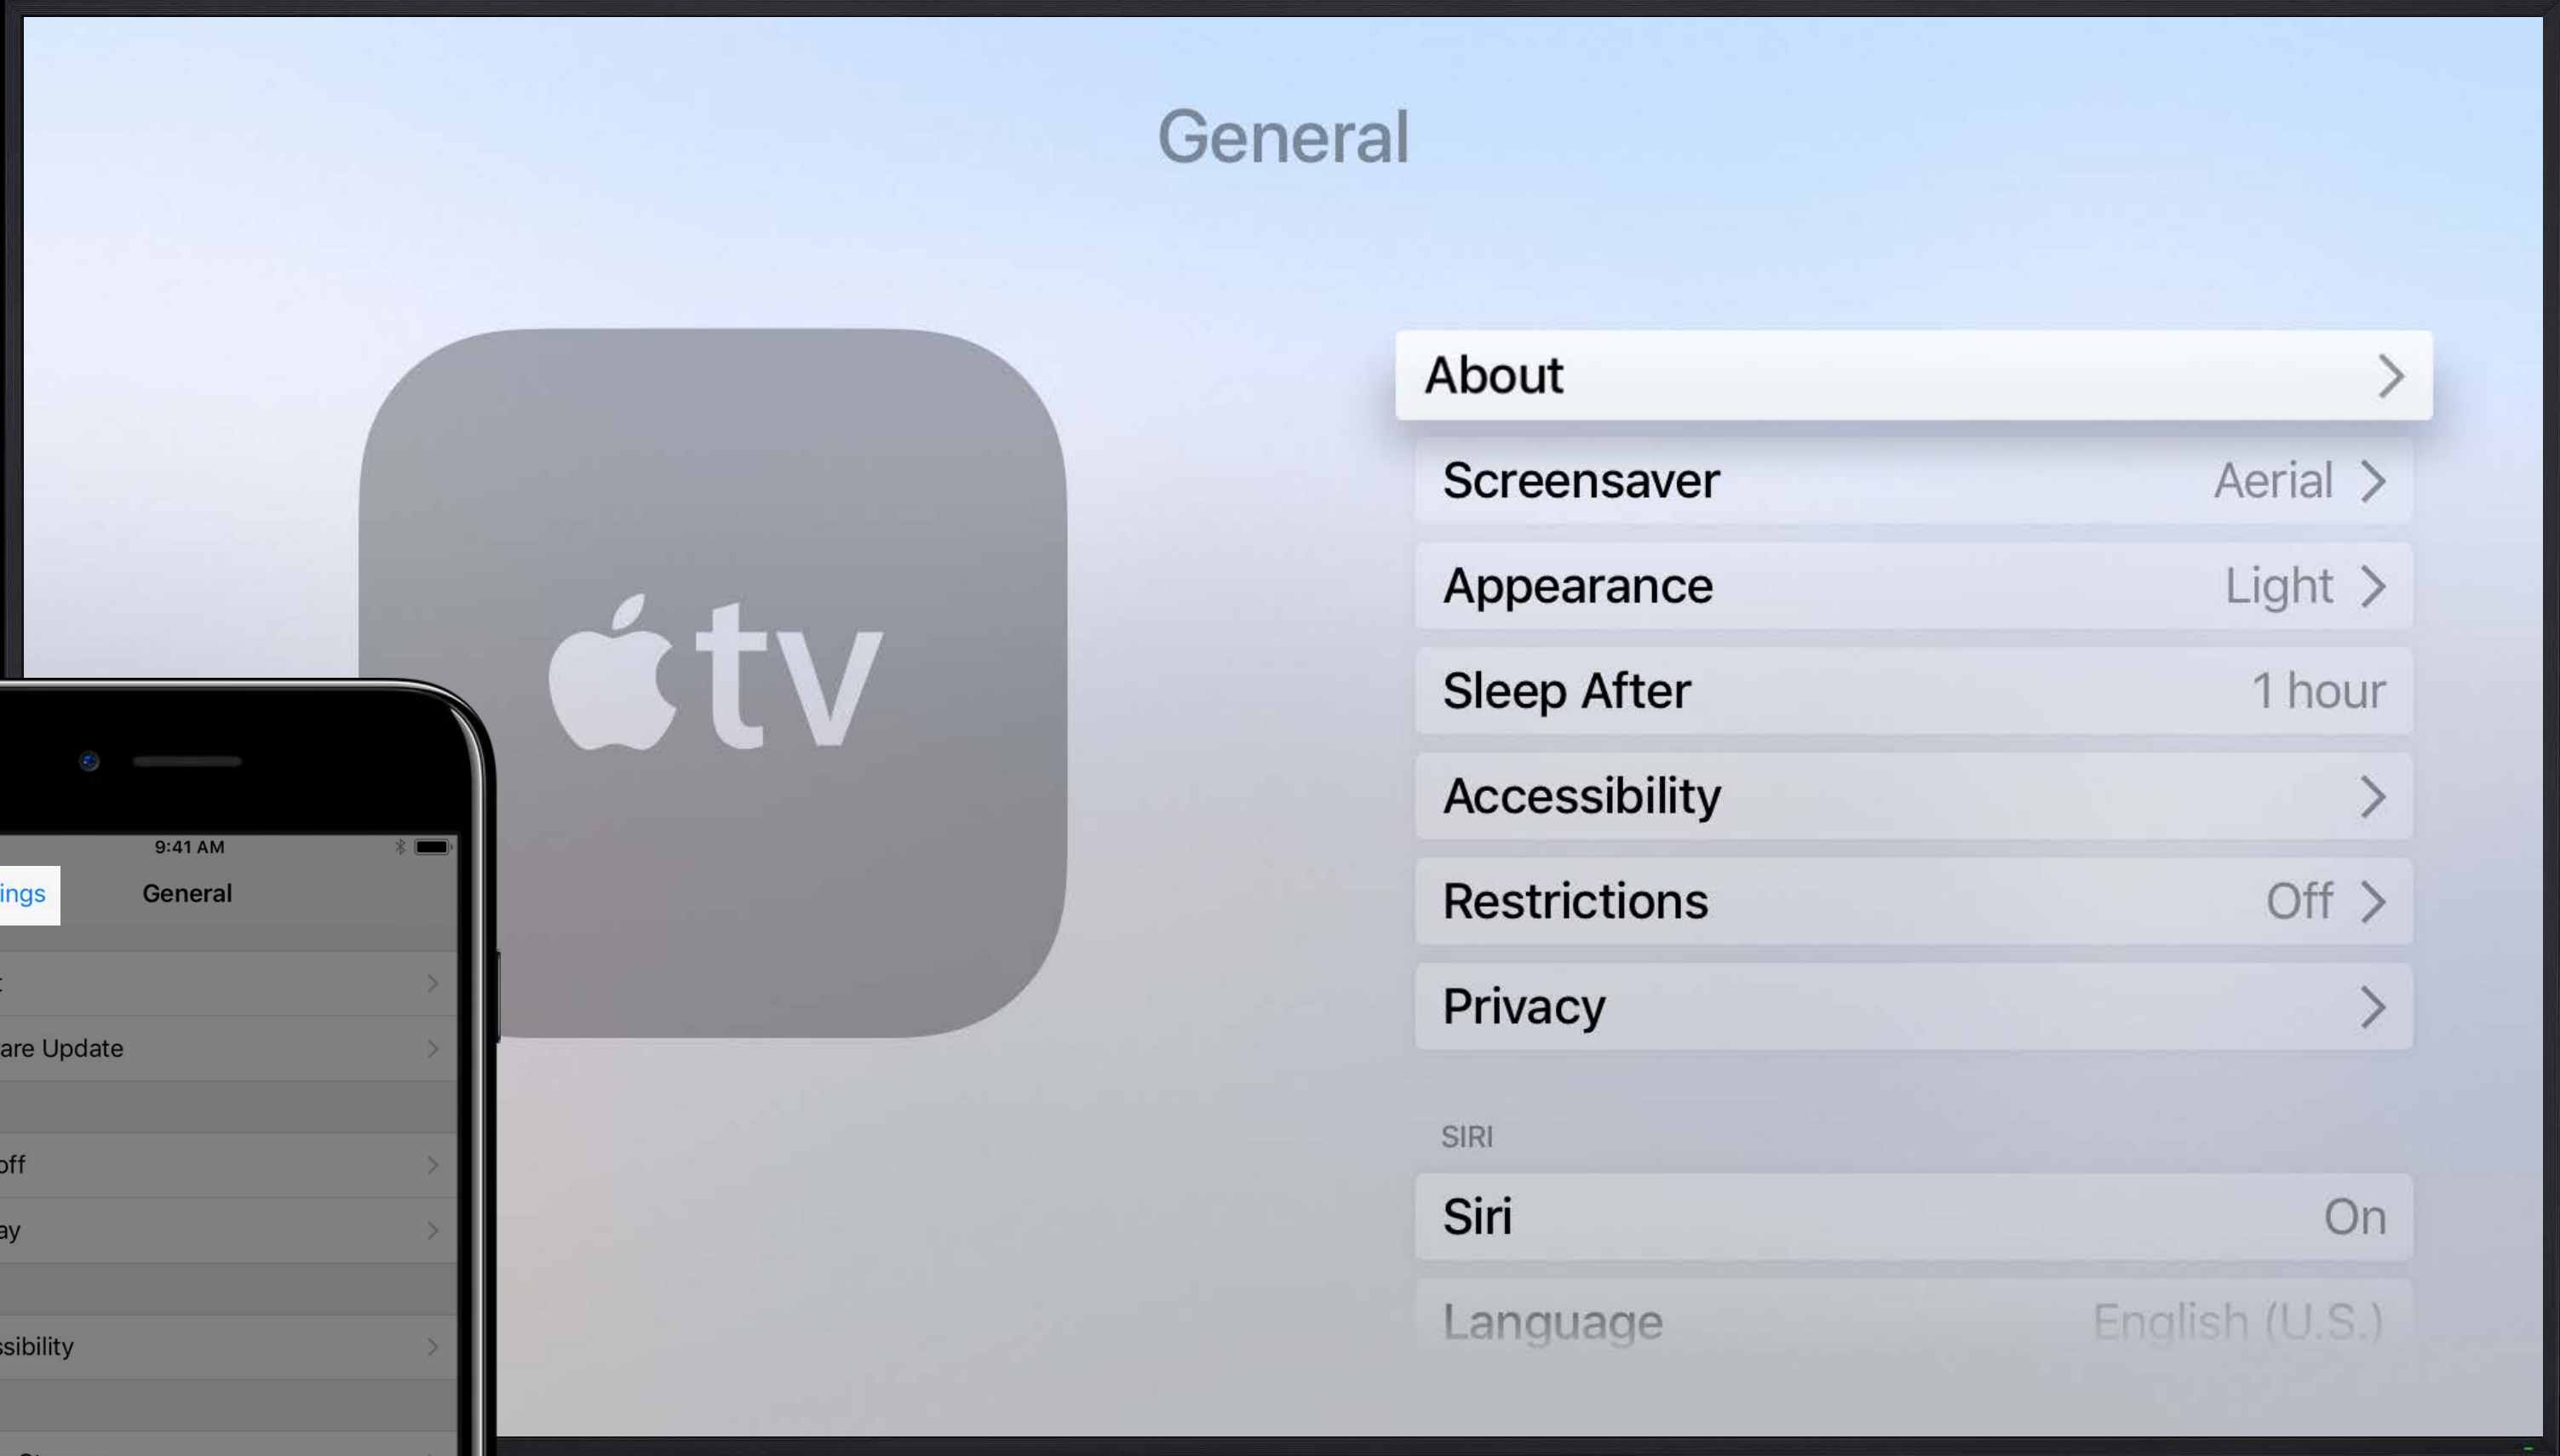 General
About
Screensaver Aerial
Appearance Light
Sleep After 1 hour
Accessibility
Restrictions Off
Privacy
SIRI
Siri On
Language English (U.S.)
tv
9:41 AM
ings General
are Update
off
ay
ssibility